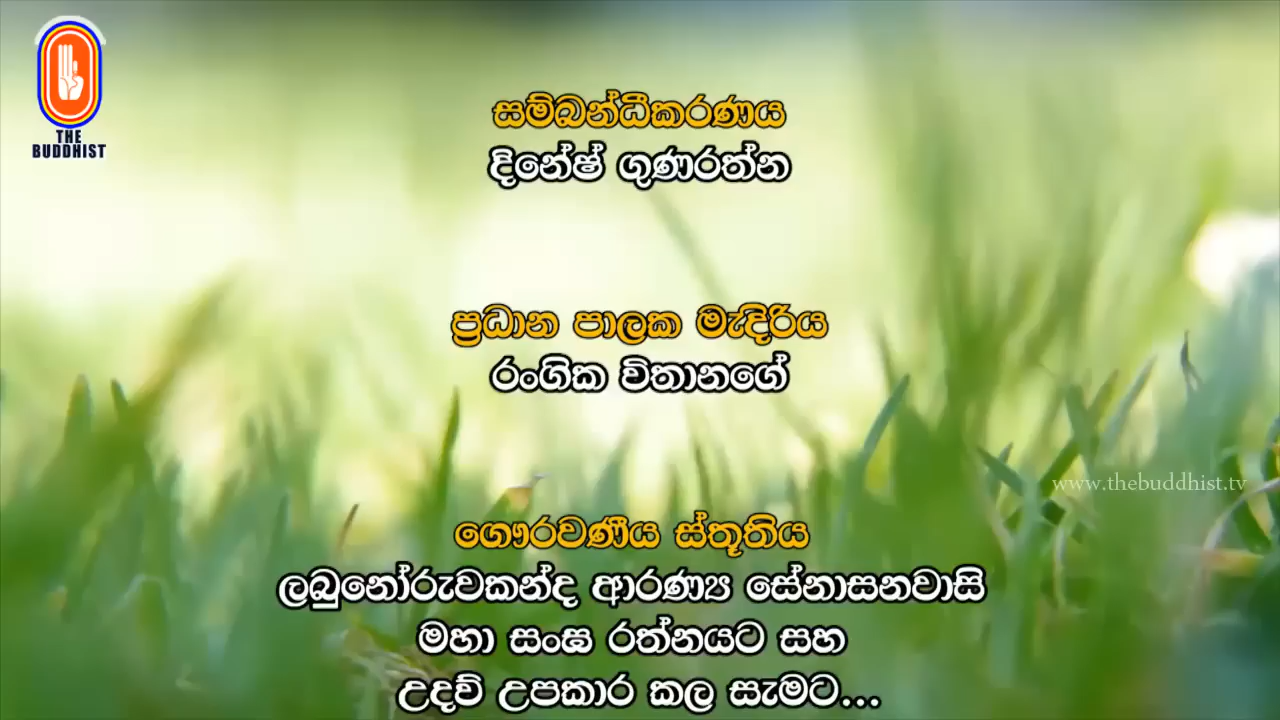 THE
BUDDHIST
සම්බන්ධීකරණය
දිනේෂ් ගුණරත්න
ප්‍රධාන පාලක මැදිරිය
රංගික විතානගේ
www.thebuddhist.tv
ගෞරවණීය ස්තූතිය
ලබුනෝරුවකන්ද ආරණ්‍ය සේනාසනවාසි
මහා සංඝ රත්නයට සහ
උදව් උපකාර කල සැමට...